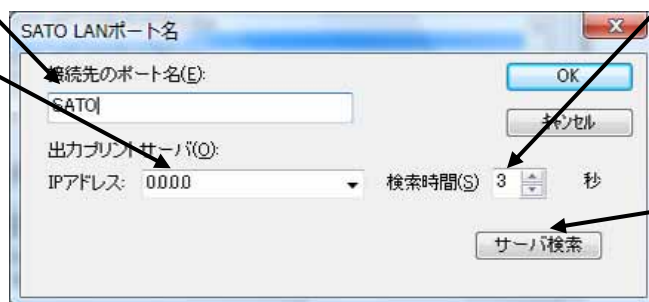 SATO LANポート名
接続先のポート名(E):
SATO
OK
キャンセル
出力プリントサーバ(O):
IPアドレス: 0.0.0.0
検索時間(S) 3 秒
サーバ検索